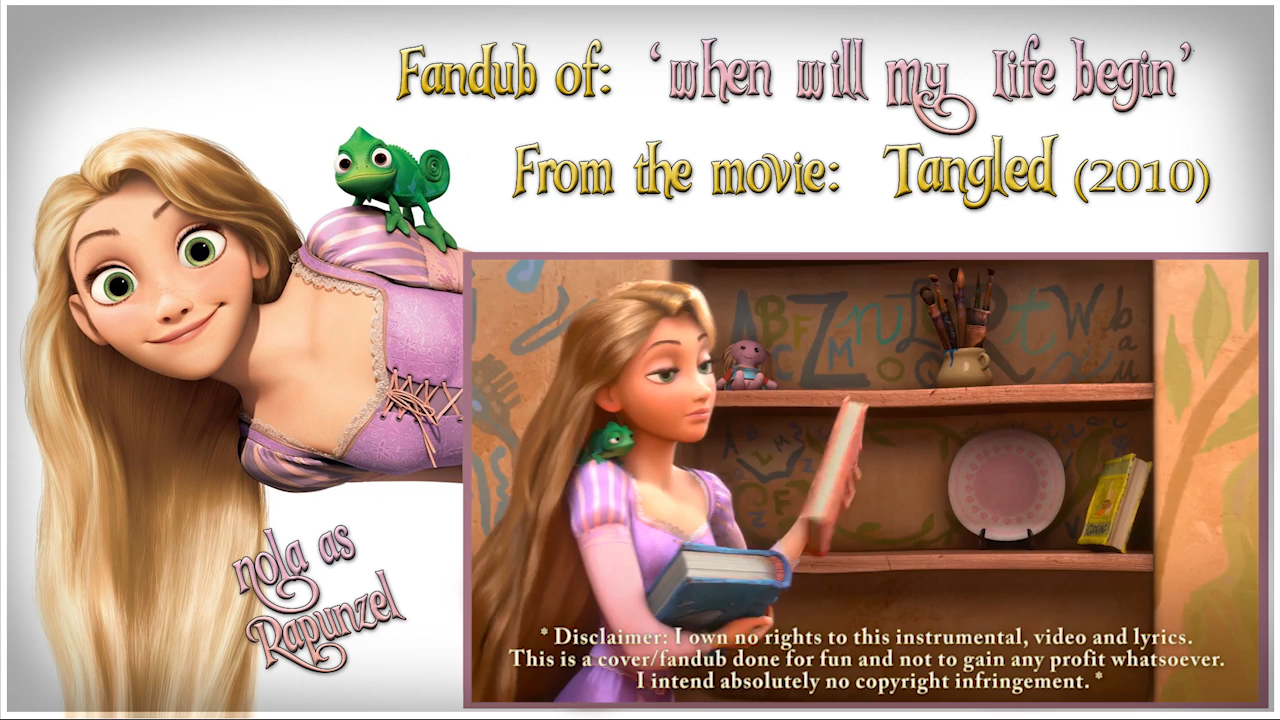 Fandub of: ‘when will my life begin’
From the movie: Tangled (2010)
nola as
Rapunzel
* Disclaimer: I own no rights to this instrumental, video and lyrics.
This is a cover/fandub done for fun and not to gain any profit whatsoever.
I intend absolutely no copyright infringement. *